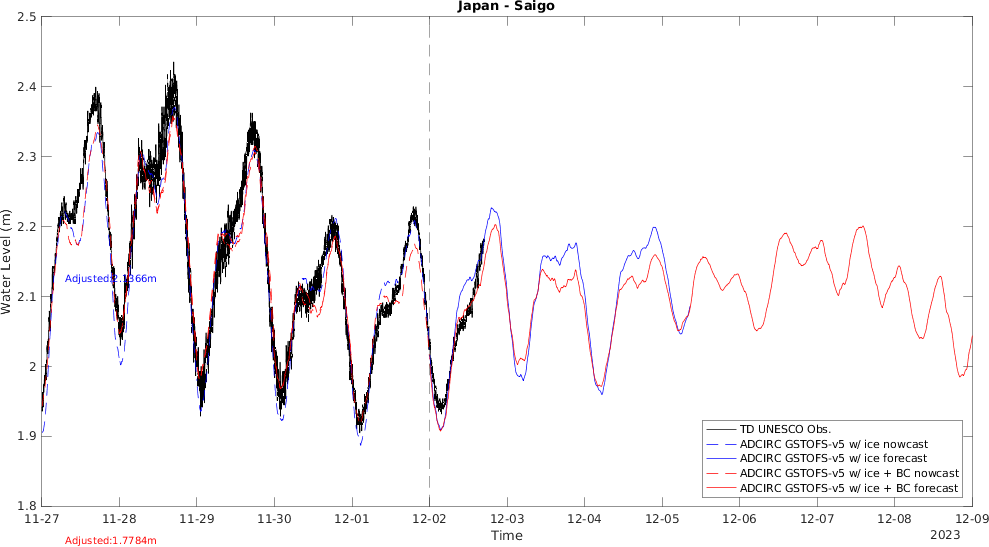 Japan - Saigo
2.5
2.4
2.3
2.2
2.1
2
1.9
1.8
Water Level (m)
TD UNESCO Obs.
ADCIRC GSTOFS-v5 w/ ice nowcast
ADCIRC GSTOFS-v5 w/ ice forecast
ADCIRC GSTOFS-v5 w/ ice + BC nowcast
ADCIRC GSTOFS-v5 w/ ice + BC forecast
11-27 11-28 11-29 11-30 12-01 12-02 12-03 12-04 12-05 12-06 12-07 12-08 12-09
Time
2023
Adjusted:1.7784m